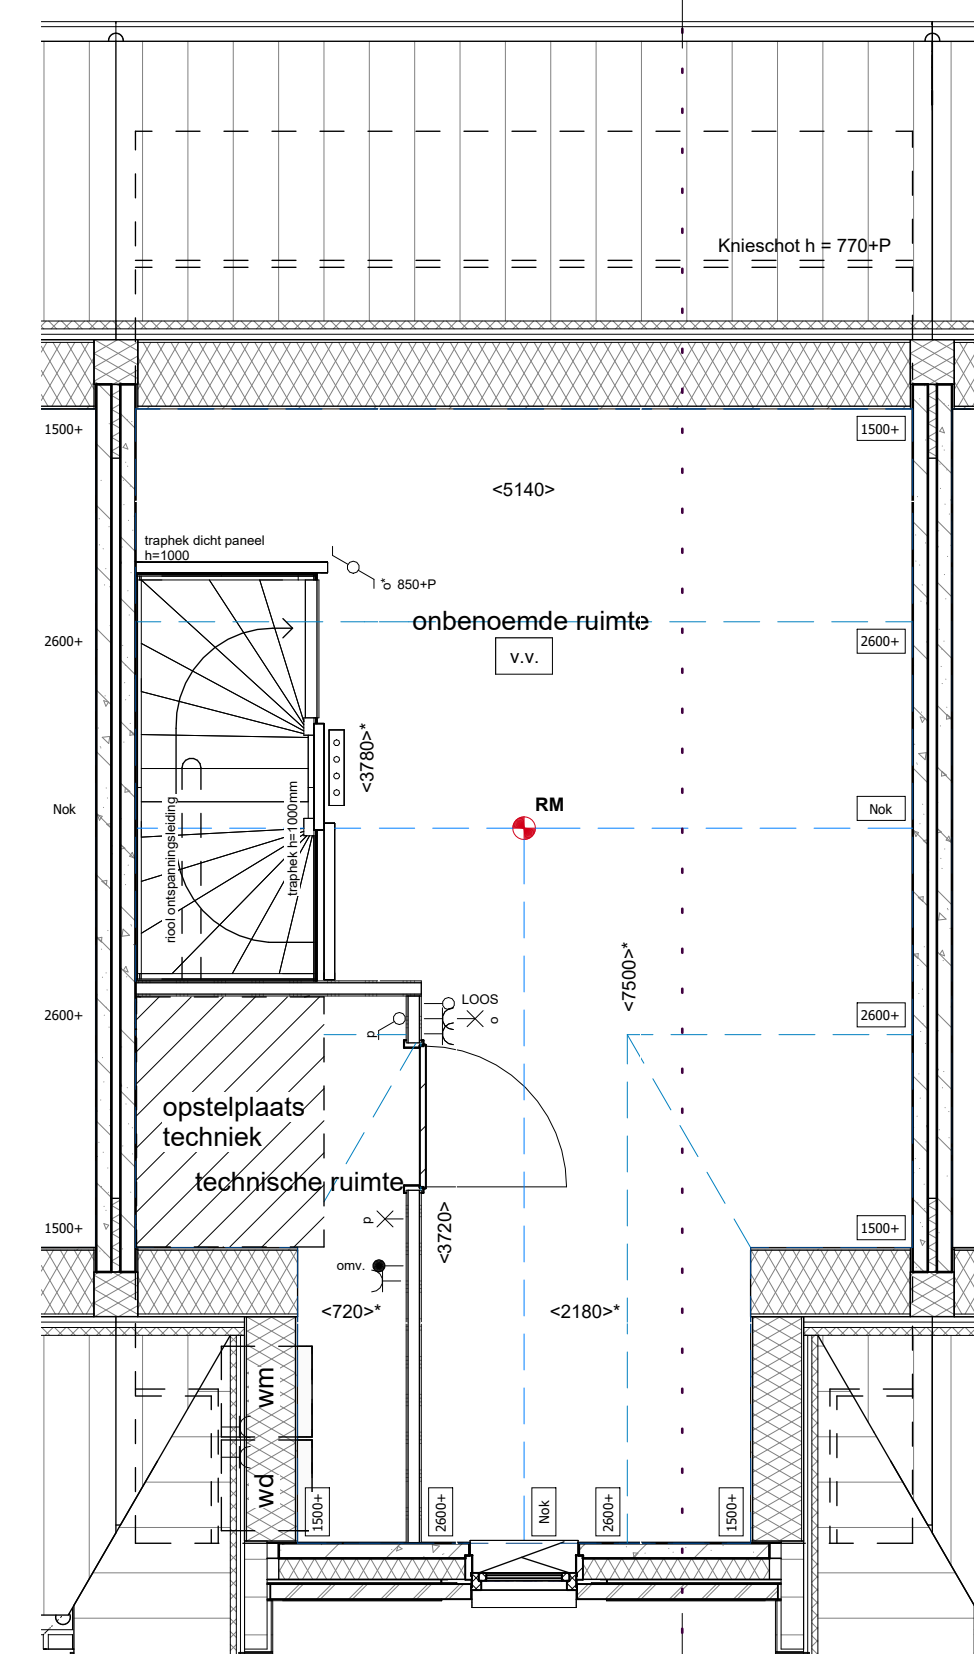 Knieschot h = 770+P
1500+
1500+
<5140>
traphek dicht paneel
h=1000
850+P
onbenoemde ruimte
v.v.
2600+
2600+
<3780>*
RM
Nok
Nok
riool ontspanningsleiding
traphek h=1000mm
<7500>*
LOOS
p
2600+
2600+
opstelplaats
techniek
technische ruimte
p
<3720>
1500+
1500+
omv.
<720>*
<2180>*
wm
wd
1500+
2600+
Nok
2600+
1500+